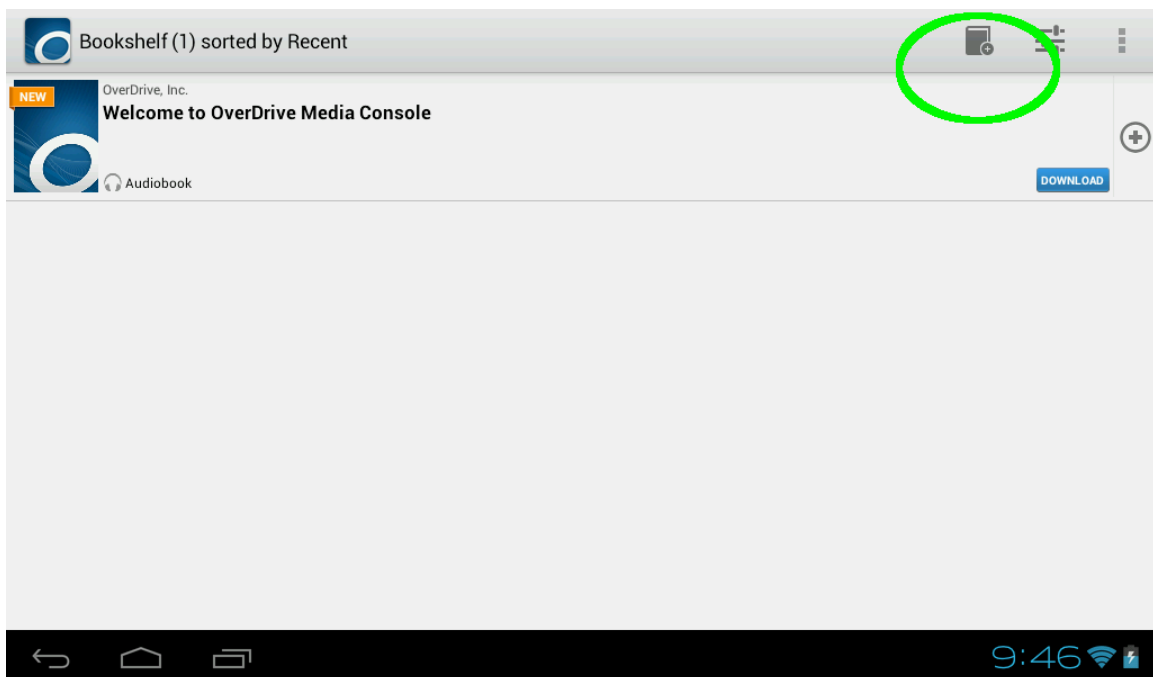 Bookshelf (1) sorted by Recent
NEW
OverDrive, Inc.
Welcome to OverDrive Media Console
Audiobook
DOWNLOAD
9:46